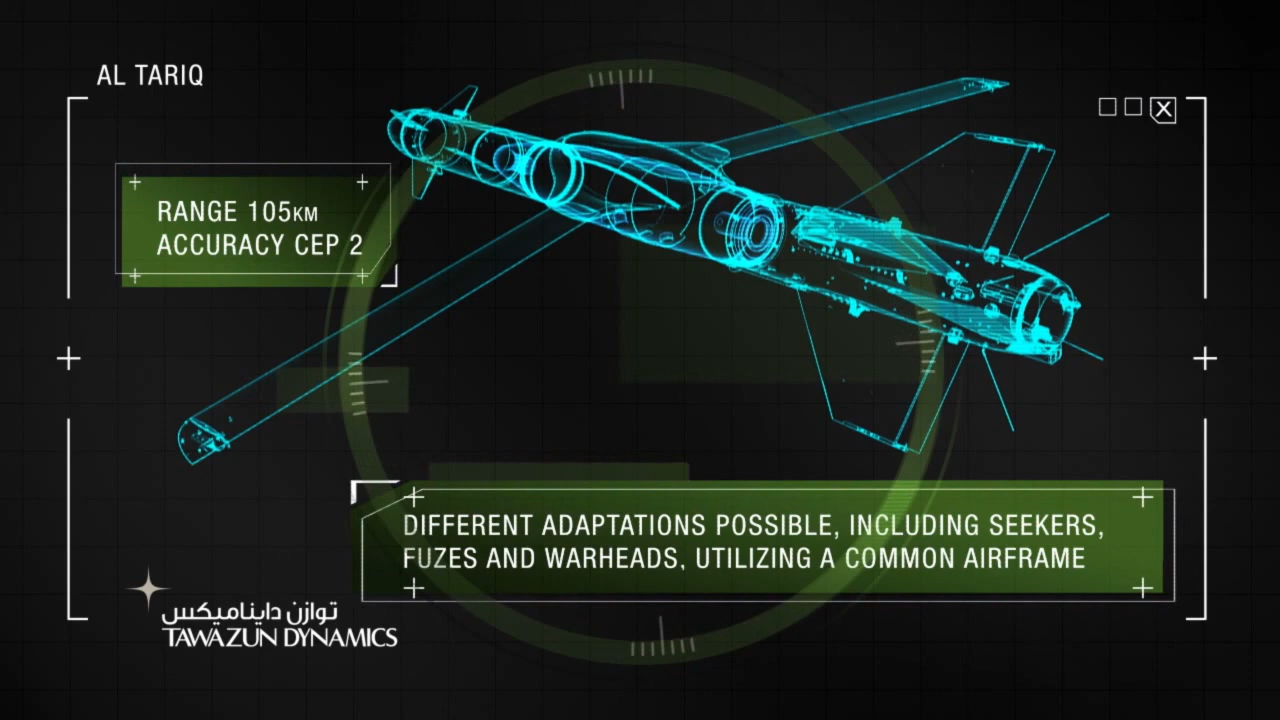 AL TARIQ
RANGE 105KM
ACCURACY CEP 2
DIFFERENT ADAPTATIONS POSSIBLE, INCLUDING SEEKERS,
FUZES AND WARHEADS, UTILIZING A COMMON AIRFRAME
توازن دايناميكس
TAWAZUN DYNAMICS